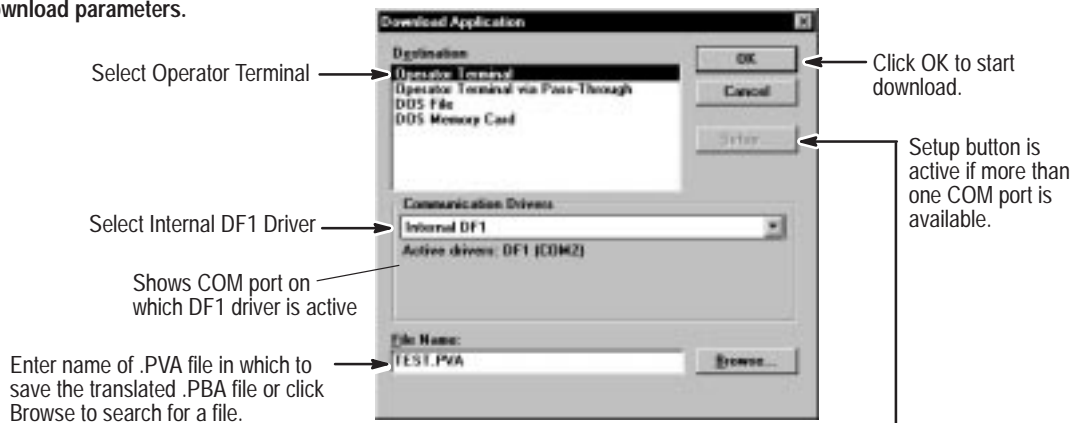 wnload parameters.
Download Application
Destination
Select Operator Terminal
Operator Terminal
Operator Terminal via Pass-Through
DOS File
DOS Memory Card
OK
Cancel
Setup...
Click OK to start
download.
Setup button is
active if more than
one COM port is
available.
Communication Drivers
Select Internal DF1 Driver
Internal DF1
Active drivers: DF1 (COM2)
Shows COM port on
which DF1 driver is active
File Name:
TEST.PVA
Browse...
Enter name of .PVA file in which to
save the translated .PBA file or click
Browse to search for a file.